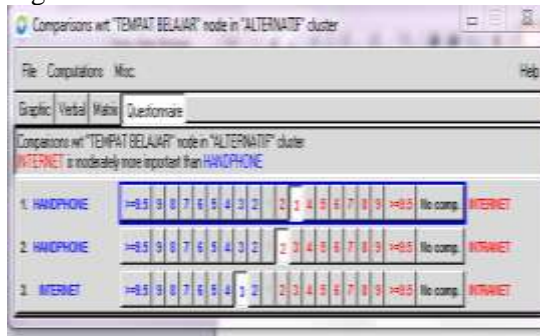 Comparisons wrt "TEMPAT BELAJAR" node in "ALTERNATIF" cluster
File Computations Misc. Help
Graphic Verbal Matrix Questionnaire
Comparisons wrt "TEMPAT BELAJAR" node in "ALTERNATIF" cluster
INTERNET is moderately more important than HANDPHONE
1. HANDPHONE >=9.5 9 8 7 6 5 4 3 2 2 3 4 5 6 7 8 9 >=9.5 No comp. INTERNET
2. HANDPHONE >=9.5 9 8 7 6 5 4 3 2 2 3 4 5 6 7 8 9 >=9.5 No comp. INTRANET
3. INTERNET >=9.5 9 8 7 6 5 4 3 2 2 3 4 5 6 7 8 9 >=9.5 No comp. INTRANET